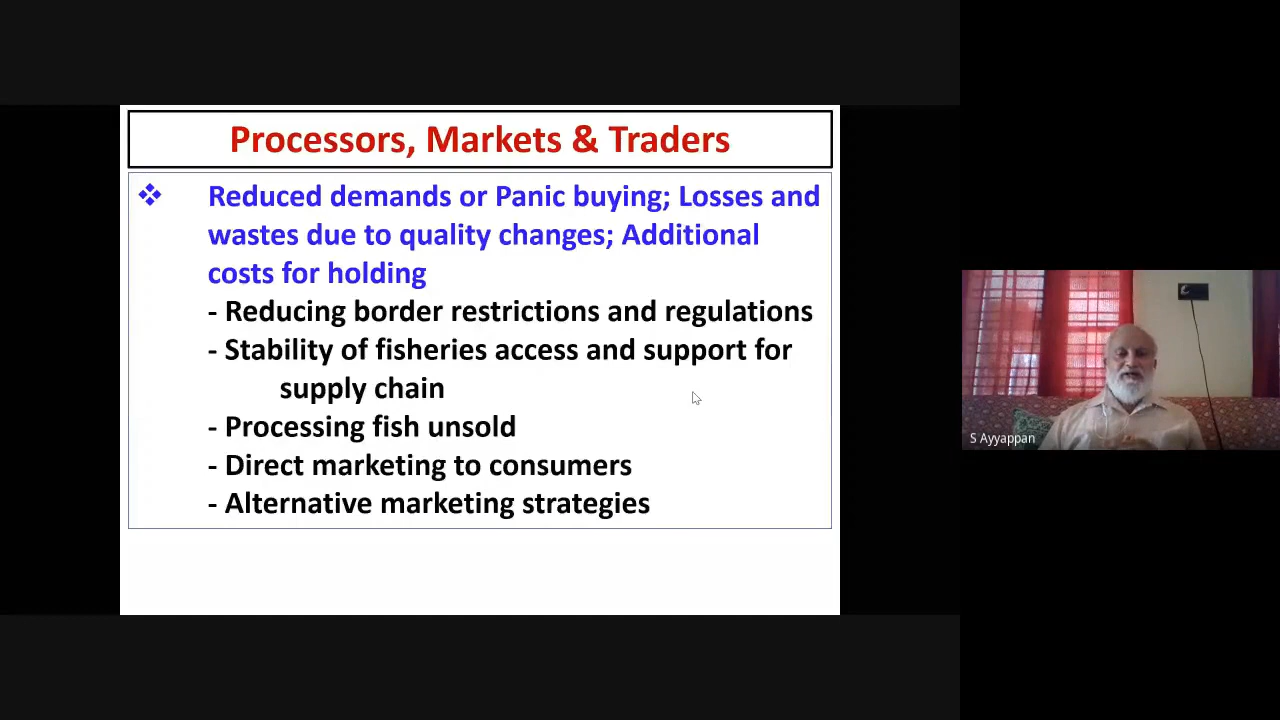 Processors, Markets & Traders
❖ Reduced demands or Panic buying; Losses and
wastes due to quality changes; Additional
costs for holding
- Reducing border restrictions and regulations
- Stability of fisheries access and support for
supply chain
- Processing fish unsold
- Direct marketing to consumers
- Alternative marketing strategies
S Ayyappan